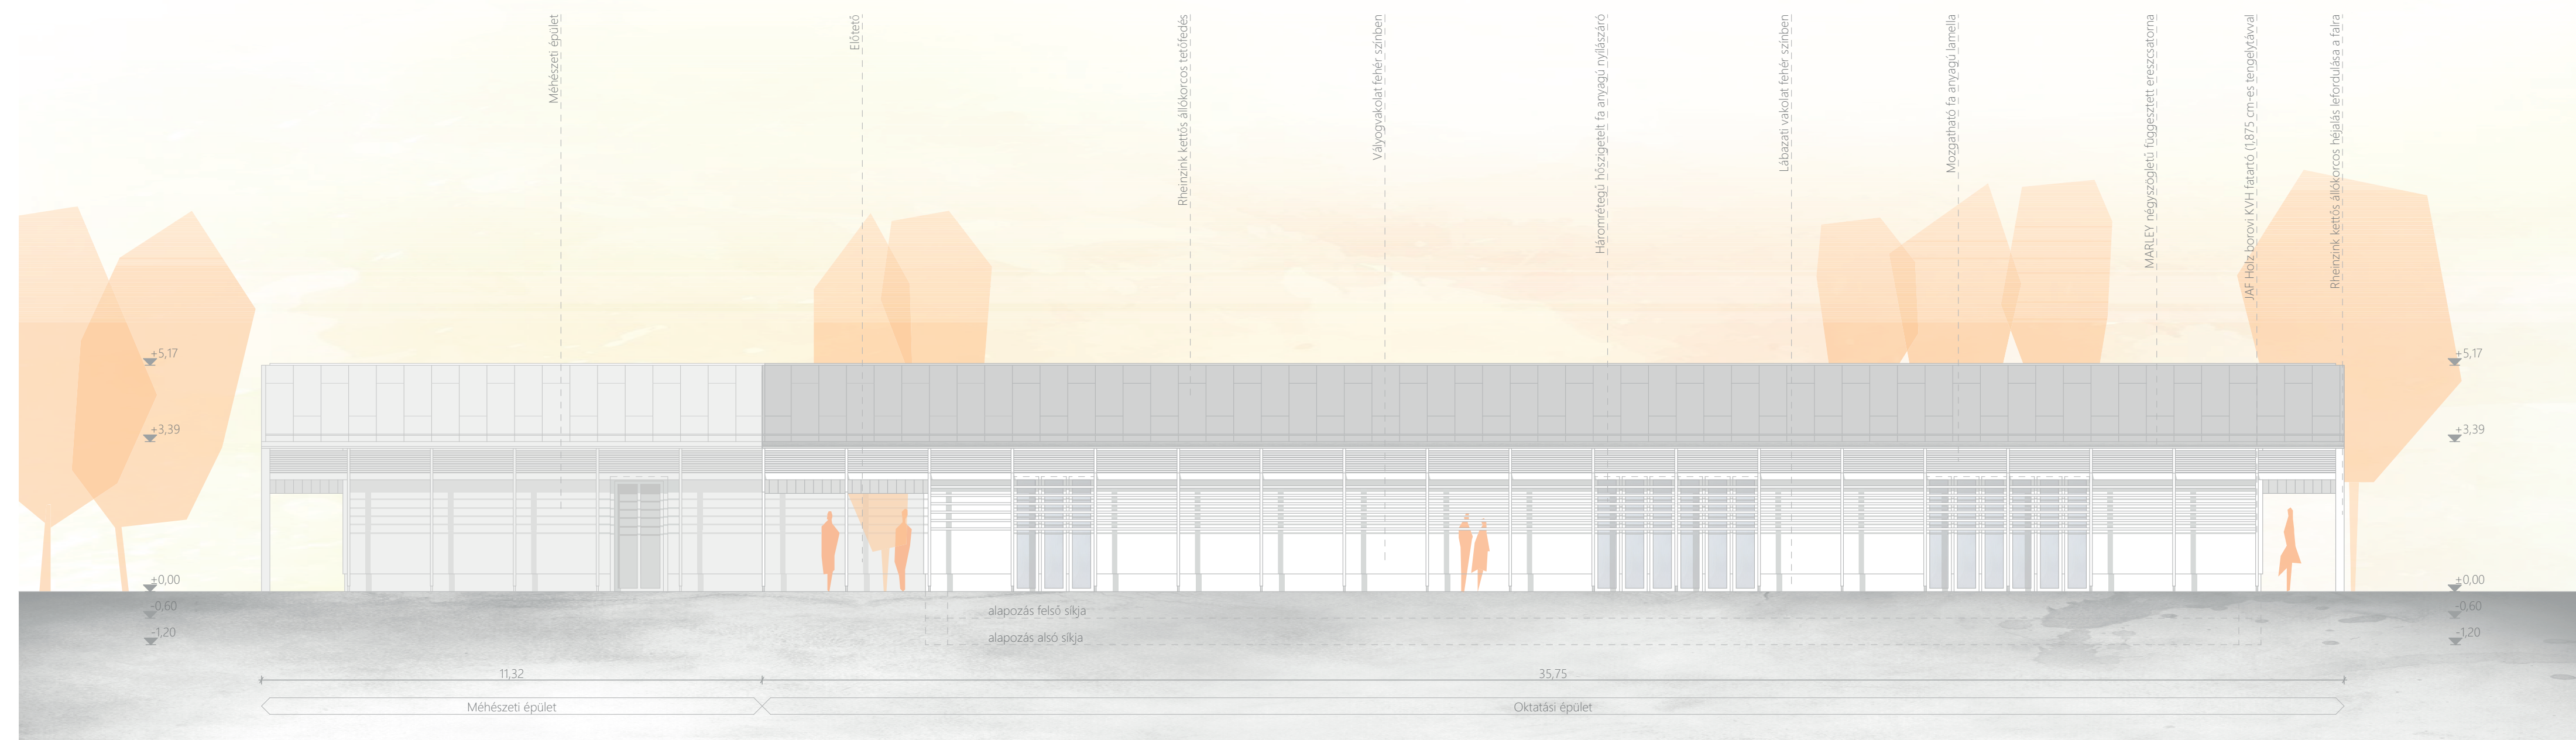 Méhészeti épület
Előtető
Rheinzink kettős állókorcos tetőfedés
Vályogvakolat fehér színben
Háromrétegű hőszigetelt fa anyagú nyílászáró
Lábazati vakolat fehér színben
Mozgatható fa anyagú lamella
MARLEY négyszögletű függesztett ereszcsatorna
JAF Holz borovi KVH fatartó (1,875 cm-es tengelytávval
Rheinzink kettős állókorcos héjalás lefordulása a falra
+5,17
+5,17
+3,39
+3,39
±0,00
±0,00
-0,60
-0,60
alapozás felső síkja
-1,20
-1,20
alapozás alsó síkja
11,32
35,75
Méhészeti épület
Oktatási épület